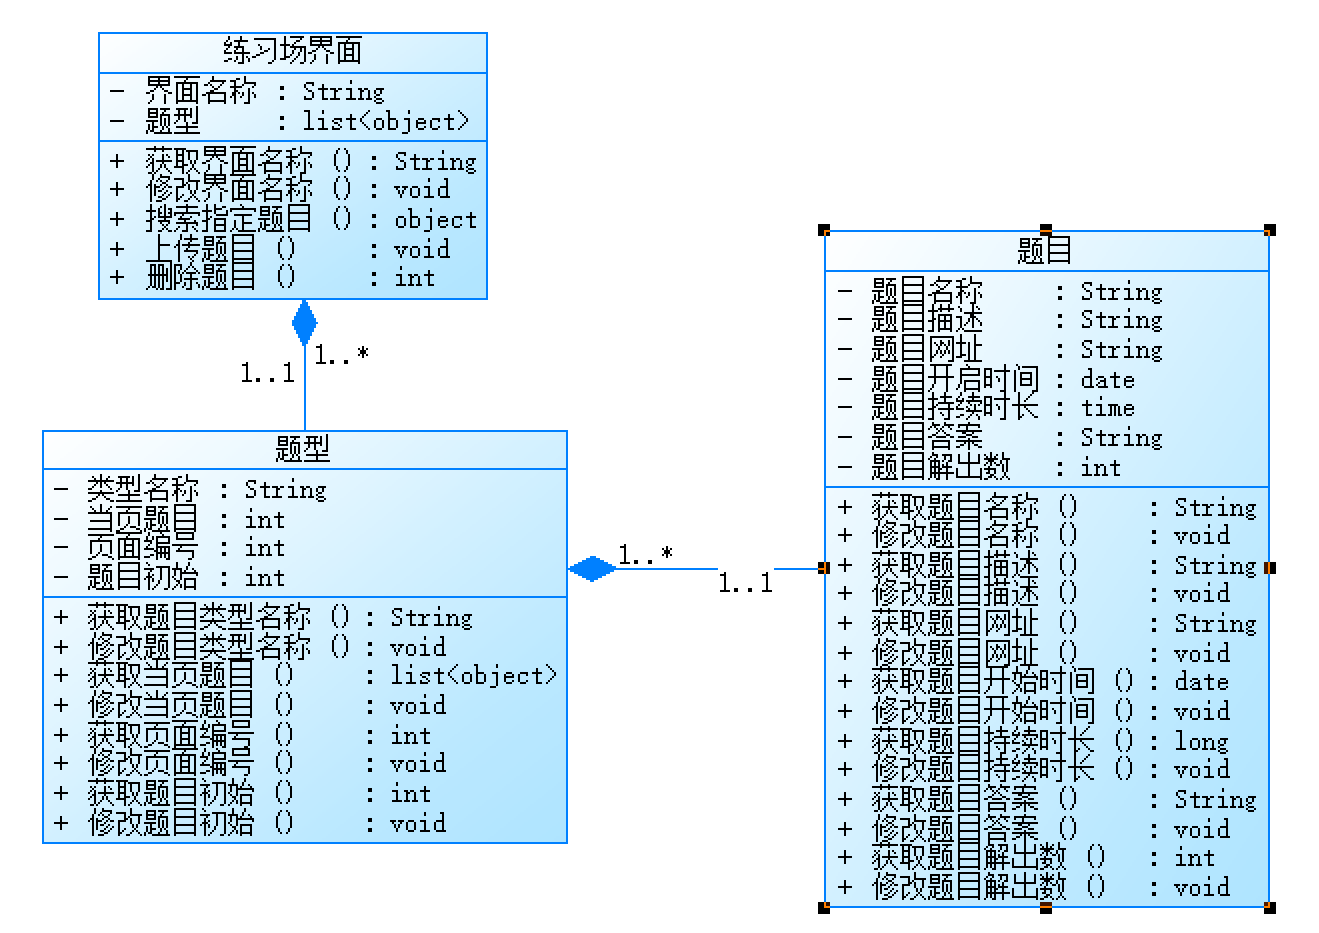 练习场界面
- 界面名称 : String
- 题型 : list<object>
+ 获取界面名称 () : String
+ 修改界面名称 () : void
+ 搜索指定题目 () : object
+ 上传题目 () : void
+ 删除题目 () : int
1..*
1..1
题型
- 类型名称 : String
- 当页题目 : int
- 页面编号 : int
- 题目初始 : int
+ 获取题目类型名称 () : String
+ 修改题目类型名称 () : void
+ 获取当页题目 () : list<object>
+ 修改当页题目 () : void
+ 获取页面编号 () : int
+ 修改页面编号 () : void
+ 获取题目初始 () : int
+ 修改题目初始 () : void
1..*
1..1
题目
- 题目名称 : String
- 题目描述 : String
- 题目网址 : String
- 题目开启时间 : date
- 题目持续时长 : time
- 题目答案 : String
- 题目解出数 : int
+ 获取题目名称 () : String
+ 修改题目名称 () : void
+ 获取题目描述 () : String
+ 修改题目描述 () : void
+ 获取题目网址 () : String
+ 修改题目网址 () : void
+ 获取题目开始时间 () : date
+ 修改题目开始时间 () : void
+ 获取题目持续时长 () : long
+ 修改题目持续时长 () : void
+ 获取题目答案 () : String
+ 修改题目答案 () : void
+ 获取题目解出数 () : int
+ 修改题目解出数 () : void